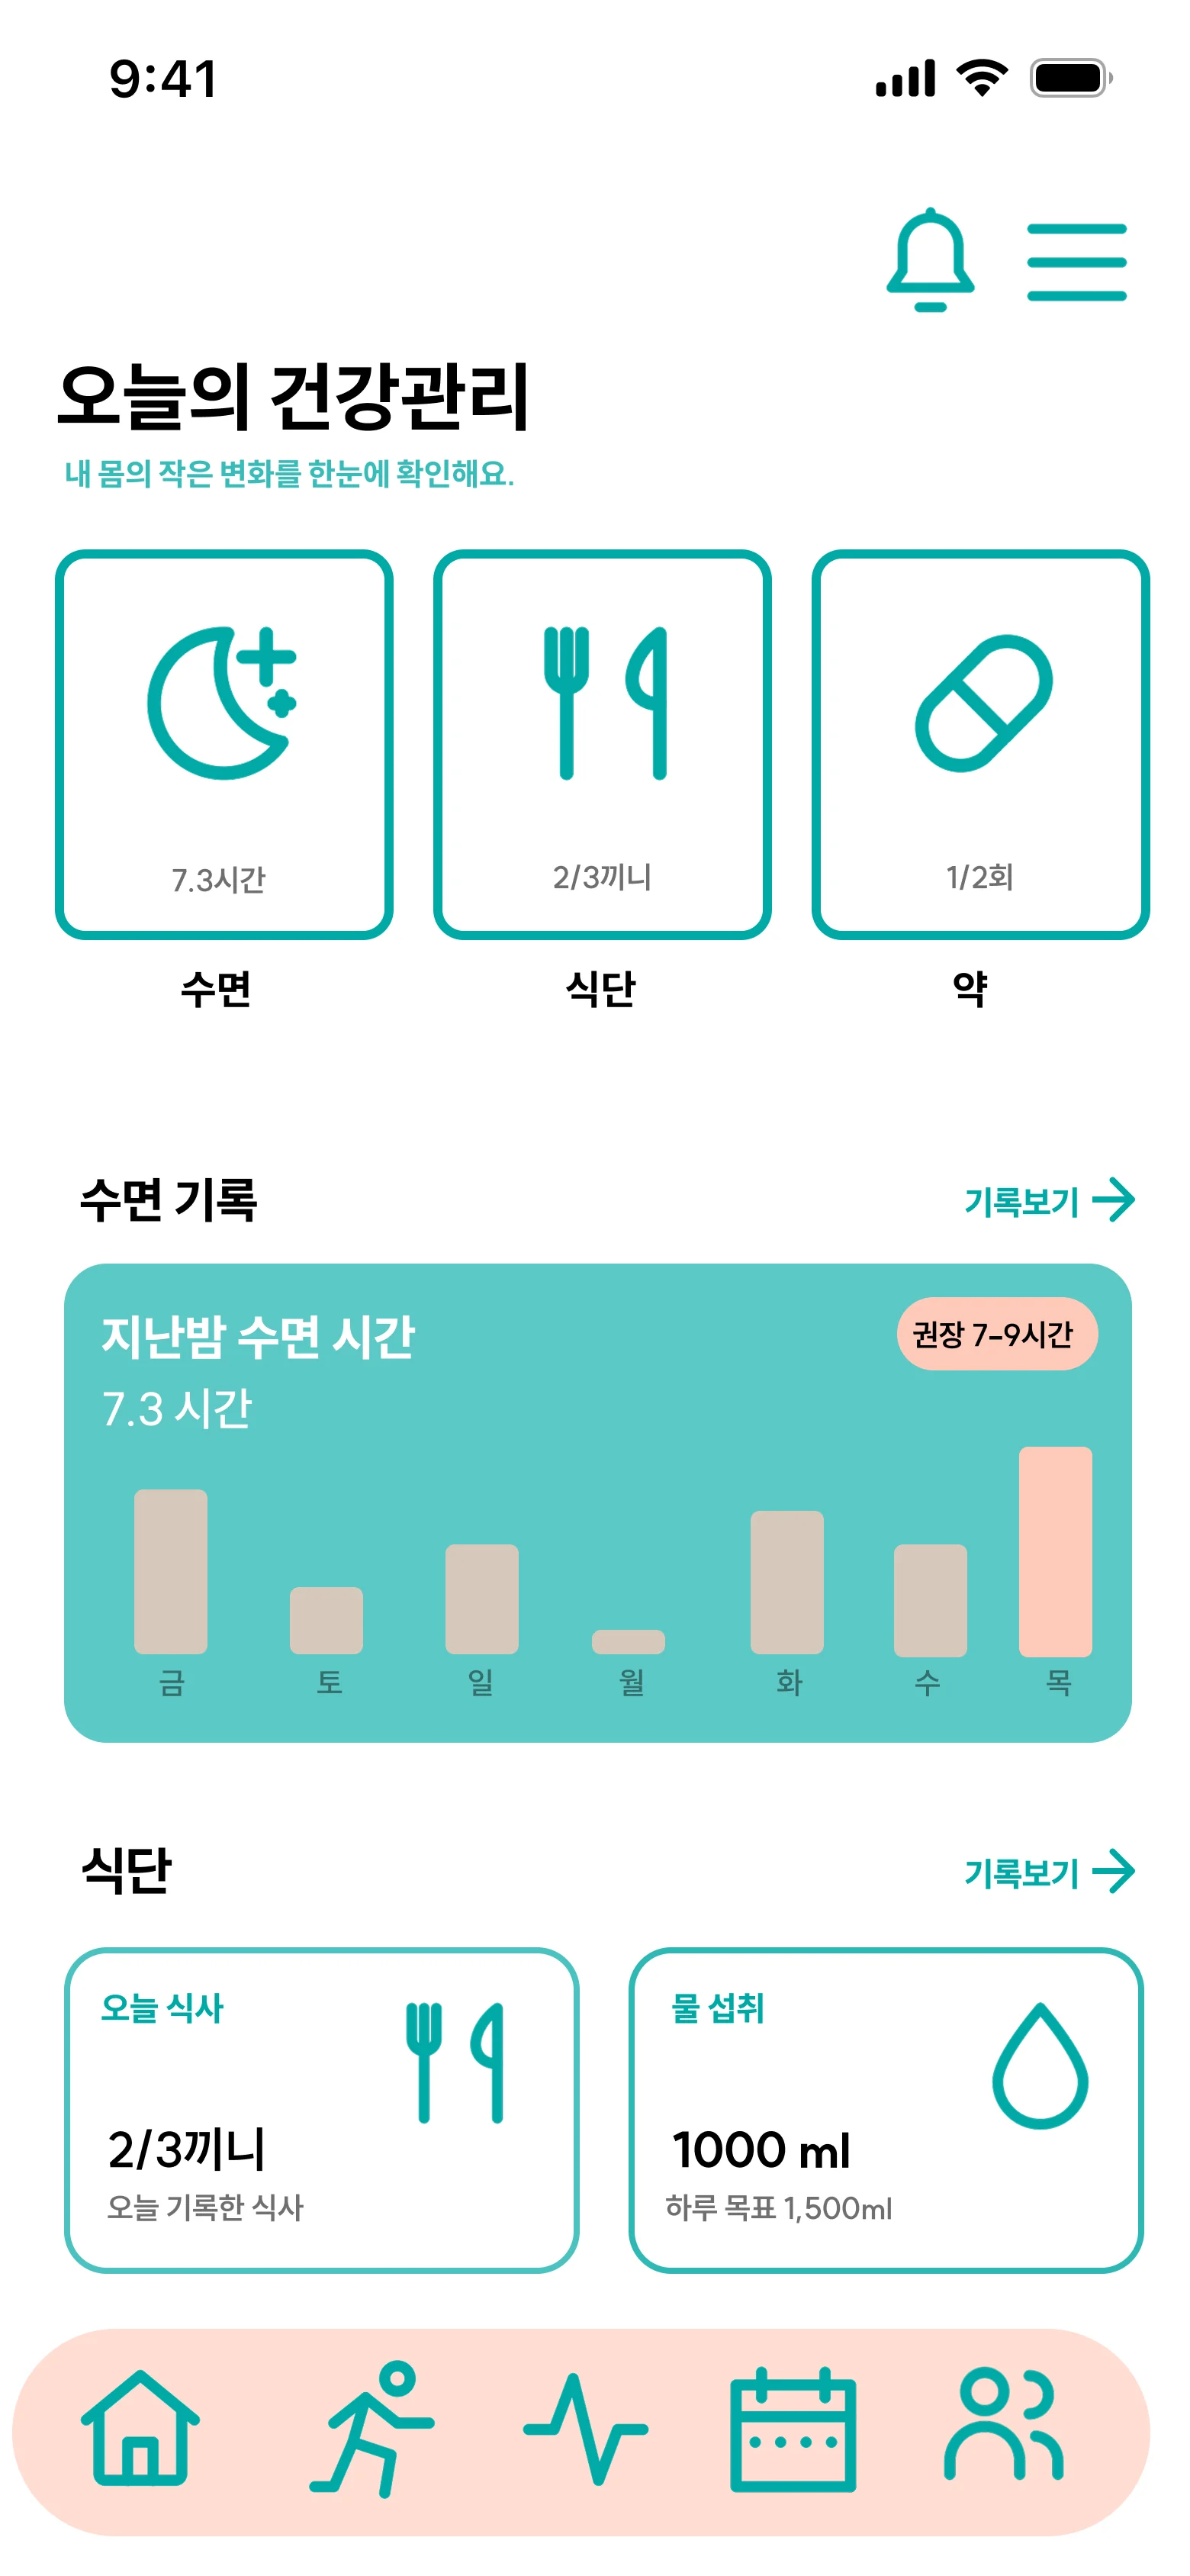 9:41
오늘의 건강관리
내 몸의 작은 변화를 한눈에 확인해요.
7.3시간
2/3끼니
1/2회
수면
식단
약
수면 기록
기록보기
지난밤 수면 시간
권장 7-9시간
7.3 시간
금 토 일 월 화 수 목
식단
기록보기
오늘 식사
2/3끼니
오늘 기록한 식사
물 섭취
1000 ml
하루 목표 1,500ml